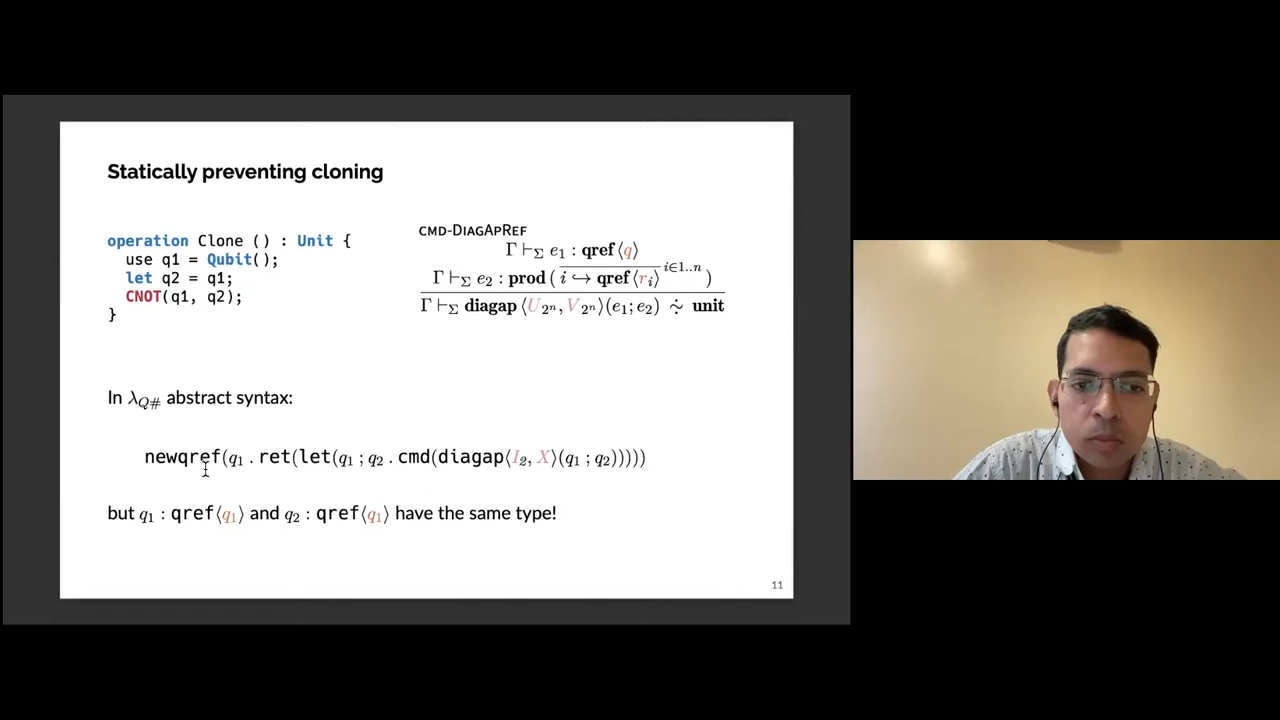 Statically preventing cloning
operation Clone () : Unit {
use q1 = Qubit();
let q2 = q1;
CNOT(q1, q2);
}
CMD-DIAGAPREF
Γ ⊢Σ e1 : qref⟨q⟩
Γ ⊢Σ e2 : prod ( i ↪ qref⟨ri⟩ i∈1..n )
Γ ⊢Σ diagap ⟨U2ⁿ, V2ⁿ⟩(e1; e2) ∻ unit
In λQ# abstract syntax:
newqref(q1 . ret(let(q1 ; q2 . cmd(diagap⟨I2, X⟩(q1 ; q2)))))
but q1 : qref⟨q1⟩ and q2 : qref⟨q1⟩ have the same type!
11